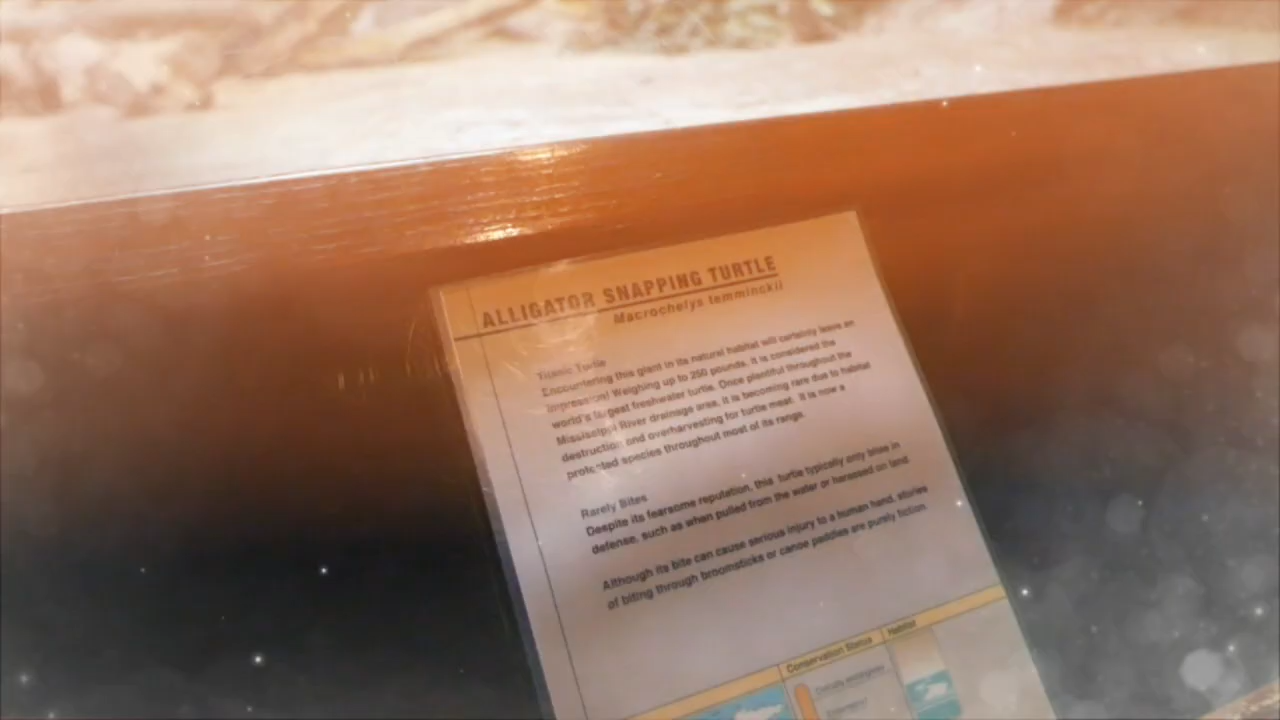 ALLIGATOR SNAPPING TURTLE
Macrochelys temminckii
Titanic Turtle
Encountering this giant in its natural habitat will certainly leave an
impression! Weighing up to 250 pounds, it is considered the
world's largest freshwater turtle. Once plentiful throughout the
Mississippi River drainage area, it is becoming rare due to habitat
destruction and overharvesting for turtle meat. It is now a
protected species throughout most of its range.
Rarely Bites
Despite its fearsome reputation, this turtle typically only bites in
defense, such as when pulled from the water or harassed on land.
Although its bite can cause serious injury to a human hand, stories
of biting through broomsticks or canoe paddles are purely fiction
Conservation Status
Habitat
Critically endangered